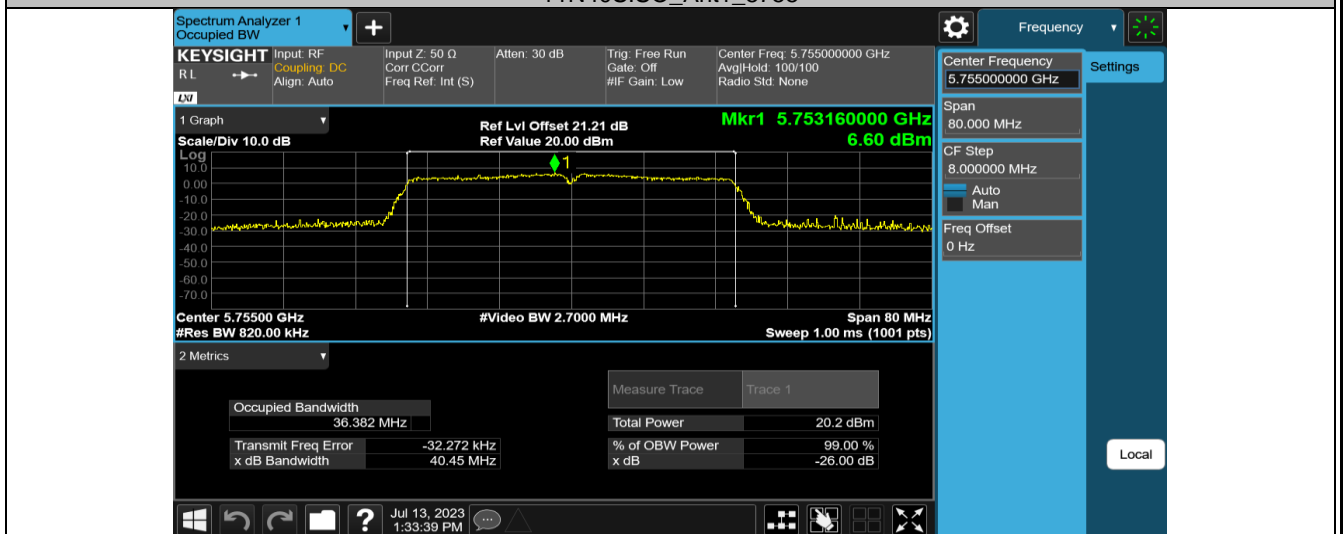 Spectrum Analyzer 1
Occupied BW
+
Frequency
KEYSIGHT
R L
LXI
Input: RF
Coupling: DC
Align: Auto
Input Z: 50 Ω
Corr CCorr
Freq Ref: Int (S)
Atten: 30 dB
Trig: Free Run
Gate: Off
#IF Gain: Low
Center Freq: 5.755000000 GHz
Avg|Hold: 100/100
Radio Std: None
Center Frequency
5.755000000 GHz
Settings
Span
80.000 MHz
CF Step
8.000000 MHz
Auto
Man
Freq Offset
0 Hz
Local
1 Graph
Scale/Div 10.0 dB
Ref Lvl Offset 21.21 dB
Ref Value 20.00 dBm
Mkr1 5.753160000 GHz
6.60 dBm
Log
10.0
0.00
-10.0
-20.0
-30.0
-40.0
-50.0
-60.0
-70.0
1
Center 5.75500 GHz
#Video BW 2.7000 MHz
Span 80 MHz
#Res BW 820.00 kHz
Sweep 1.00 ms (1001 pts)
2 Metrics
Measure Trace Trace 1
Occupied Bandwidth
36.382 MHz
Total Power 20.2 dBm
Transmit Freq Error -32.272 kHz
% of OBW Power 99.00 %
x dB Bandwidth 40.45 MHz
x dB -26.00 dB
?
Jul 13, 2023
1:33:39 PM